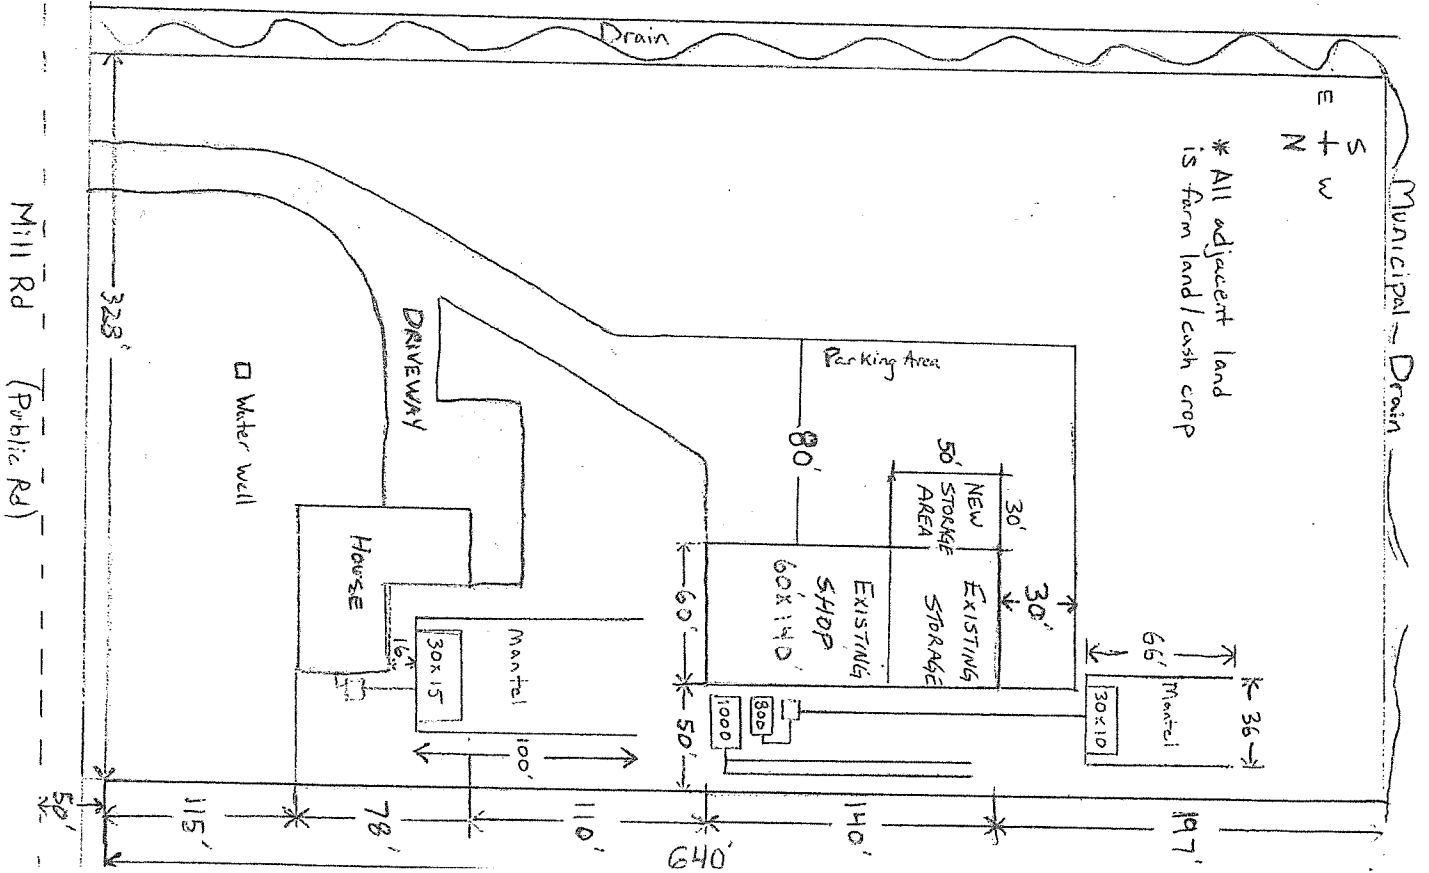 Drain
Municipal - Drain
S
E
W
N
* All adjacent land
is farm land/cash crop
Mill Rd (Public Rd)
328'
DRIVEWAY
Water Well
Parking Area
80'
50'
NEW
STORAGE
AREA
30'
EXISTING
STORAGE
30'
EXISTING
SHOP
60'X140'
60'
50'
House
16'
30x15
Mantel
100'
1000
800
66'
Mantel
30x10
36
50'
115'
78'
110'
140'
197'
640'